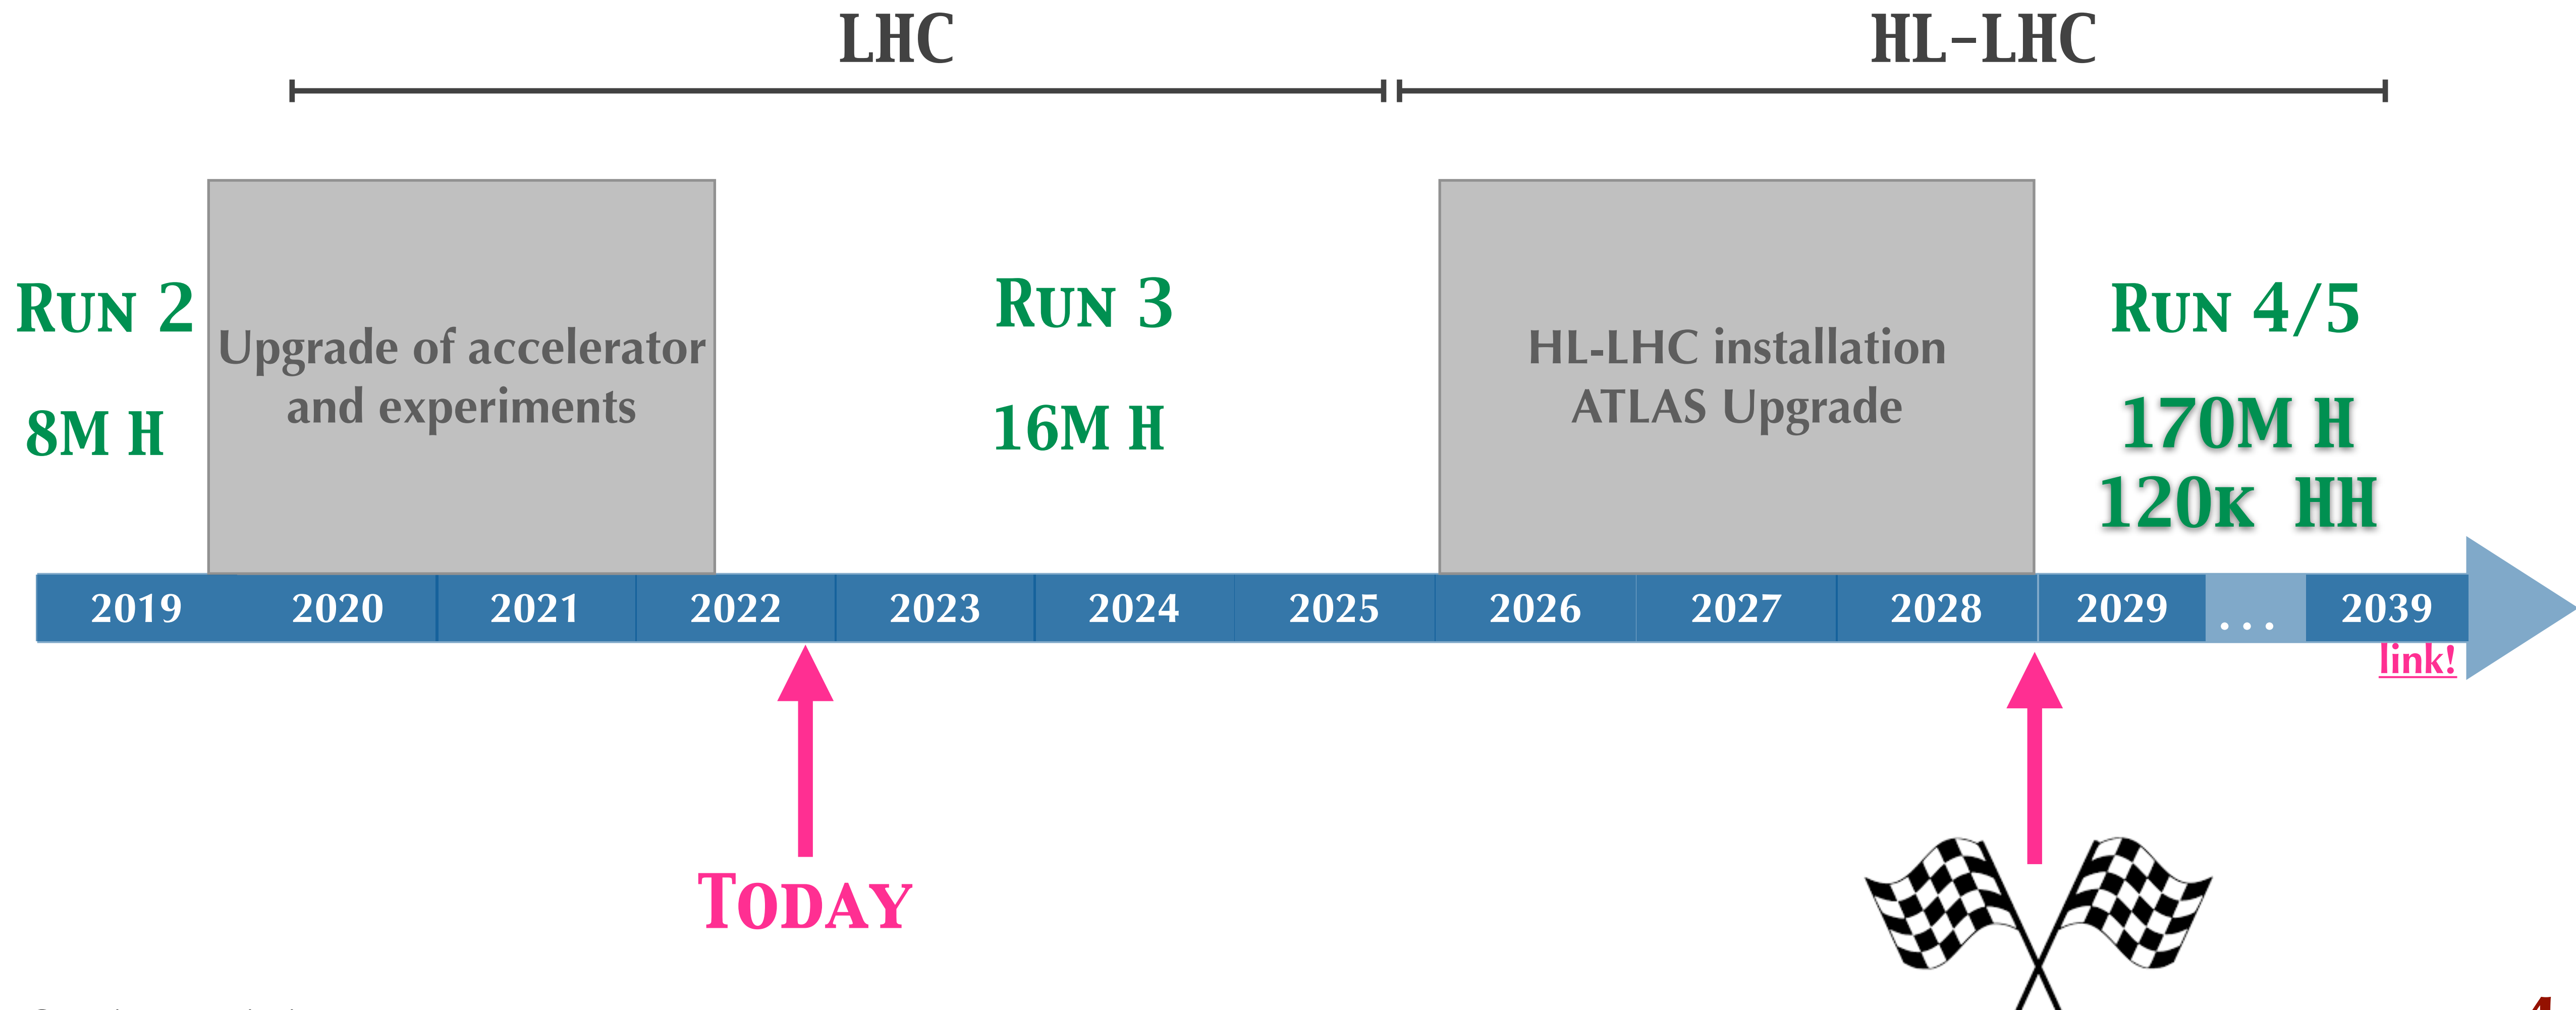 LHC HL-LHC
Run 2
Upgrade of accelerator
and experiments
8M H
Run 3
16M H
HL-LHC installation
ATLAS Upgrade
Run 4/5
170M H
120k HH
2019 2020 2021 2022 2023 2024 2025 2026 2027 2028 2029 ... 2039
link!
Today